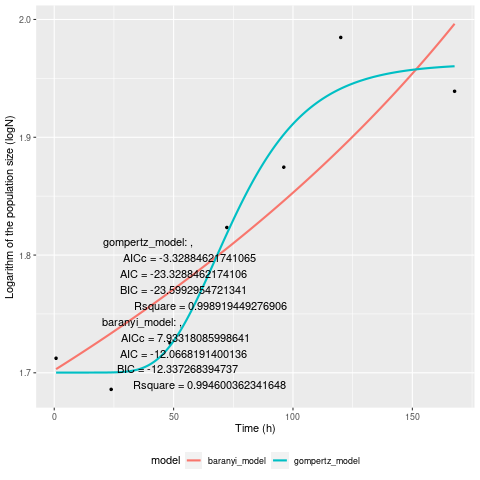 2.0
1.9
1.8
1.7
Logarithm of the population size (logN)
gompertz_model: ,
AICc = -3.32884621741065
AIC = -23.3288462174106
BIC = -23.5992954721341
Rsquare = 0.998919449276906
baranyi_model: ,
AICc = 7.93318085998641
AIC = -12.0668191400136
BIC = -12.337268394737
Rsquare = 0.994600362341648
0 50 100 150
Time (h)
model baranyi_model gompertz_model